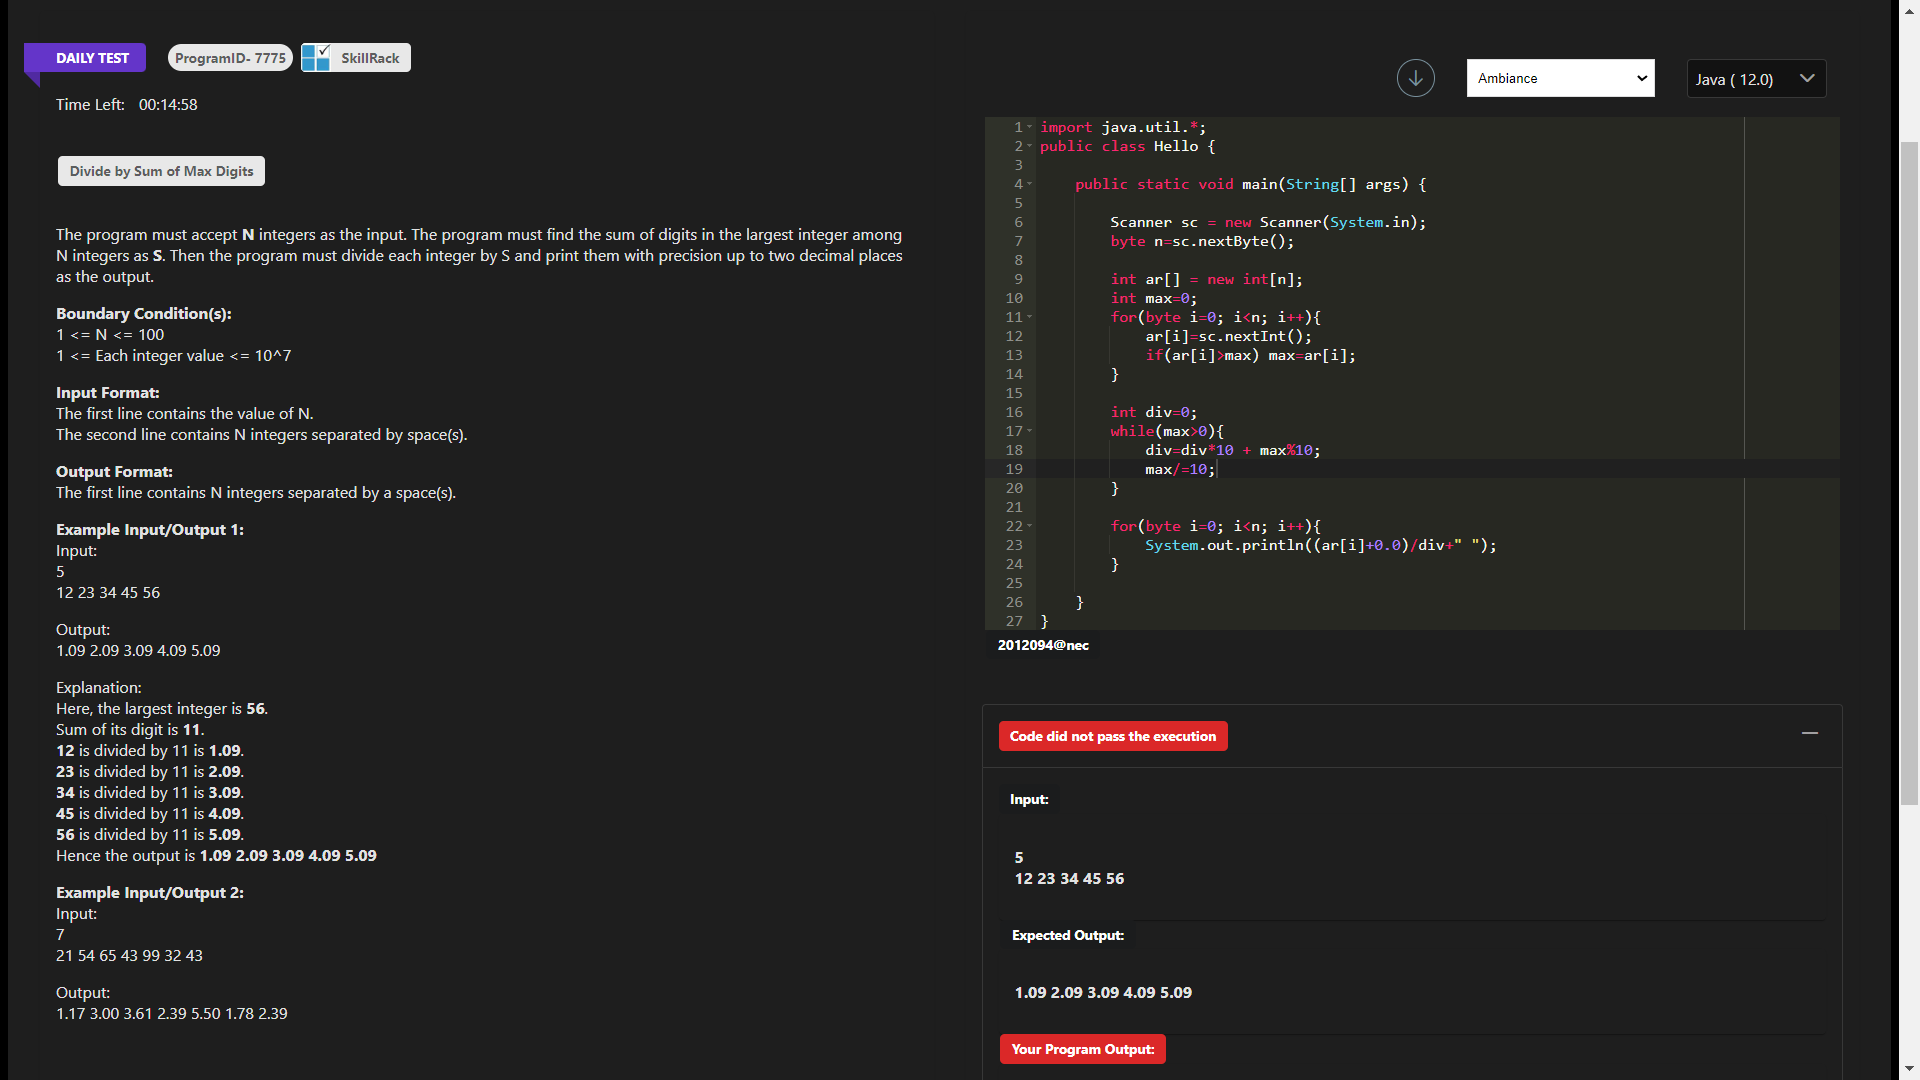 DAILY TEST
ProgramID- 7775
SkillRack
Time Left: 00:14:58
Divide by Sum of Max Digits
The program must accept N integers as the input. The program must find the sum of digits in the largest integer among
N integers as S. Then the program must divide each integer by S and print them with precision up to two decimal places
as the output.
Boundary Condition(s):
1 <= N <= 100
1 <= Each integer value <= 10^7
Input Format:
The first line contains the value of N.
The second line contains N integers separated by space(s).
Output Format:
The first line contains N integers separated by a space(s).
Example Input/Output 1:
Input:
5
12 23 34 45 56
Output:
1.09 2.09 3.09 4.09 5.09
Explanation:
Here, the largest integer is 56.
Sum of its digit is 11.
12 is divided by 11 is 1.09.
23 is divided by 11 is 2.09.
34 is divided by 11 is 3.09.
45 is divided by 11 is 4.09.
56 is divided by 11 is 5.09.
Hence the output is 1.09 2.09 3.09 4.09 5.09
Example Input/Output 2:
Input:
7
21 54 65 43 99 32 43
Output:
1.17 3.00 3.61 2.39 5.50 1.78 2.39
Ambiance
Java ( 12.0)
1 import java.util.*;
2 public class Hello {
3
4     public static void main(String[] args) {
5
6         Scanner sc = new Scanner(System.in);
7         byte n=sc.nextByte();
8
9         int ar[] = new int[n];
10         int max=0;
11         for(byte i=0; i<n; i++){
12             ar[i]=sc.nextInt();
13             if(ar[i]>max) max=ar[i];
14         }
15
16         int div=0;
17         while(max>0){
18             div=div*10 + max%10;
19             max/=10;
20         }
21
22         for(byte i=0; i<n; i++){
23             System.out.println((ar[i]+0.0)/div+" ");
24         }
25
26     }
27 }
2012094@nec
Code did not pass the execution
Input:
5
12 23 34 45 56
Expected Output:
1.09 2.09 3.09 4.09 5.09
Your Program Output: